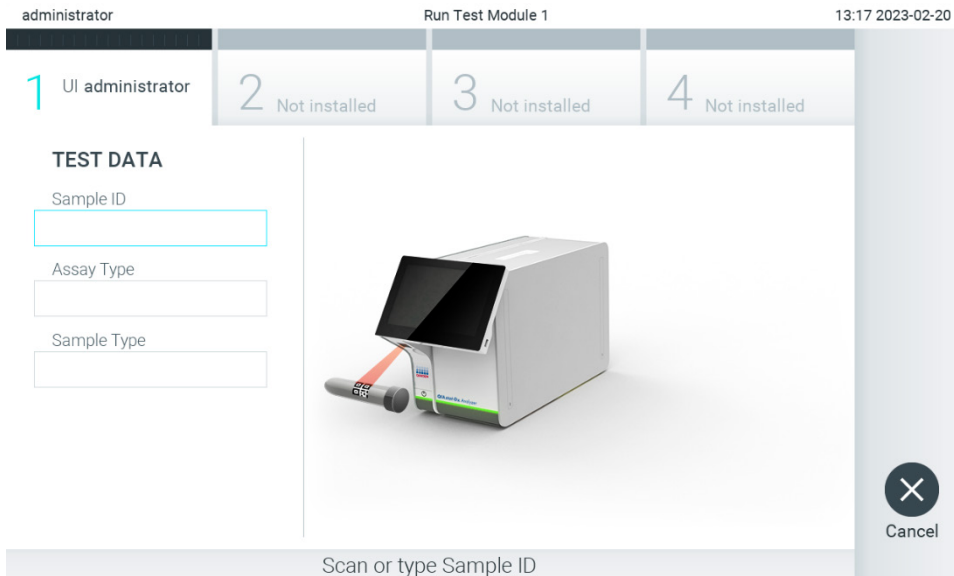 administrator
Run Test Module 1
13:17 2023-02-20
1 UI administrator
2 Not installed
3 Not installed
4 Not installed
TEST DATA
Sample ID
Assay Type
Sample Type
Cancel
Scan or type Sample ID